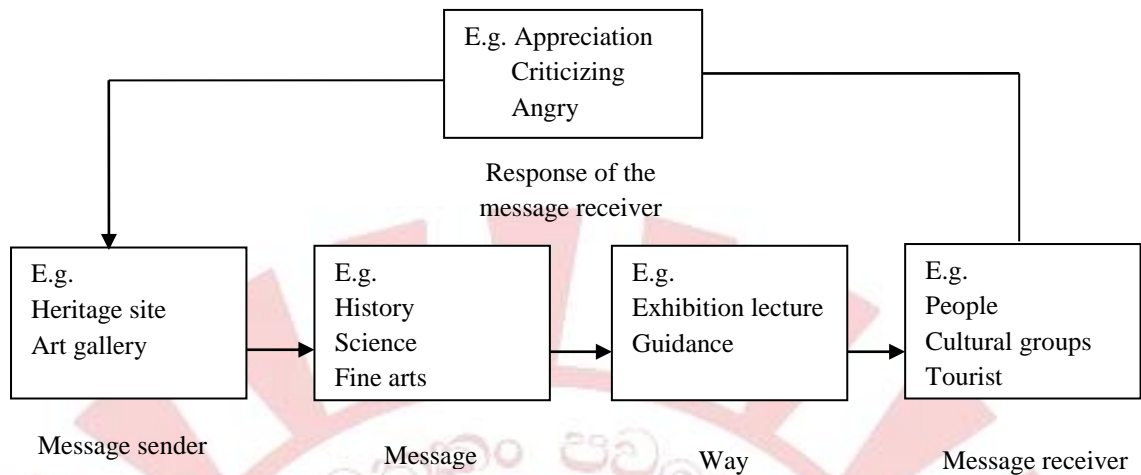 E.g. Appreciation
Criticizing
Angry
Response of the
message receiver
E.g.
Heritage site
Art gallery
E.g.
History
Science
Fine arts
E.g.
Exhibition lecture
Guidance
E.g.
People
Cultural groups
Tourist
Message sender
Message
Way
Message receiver